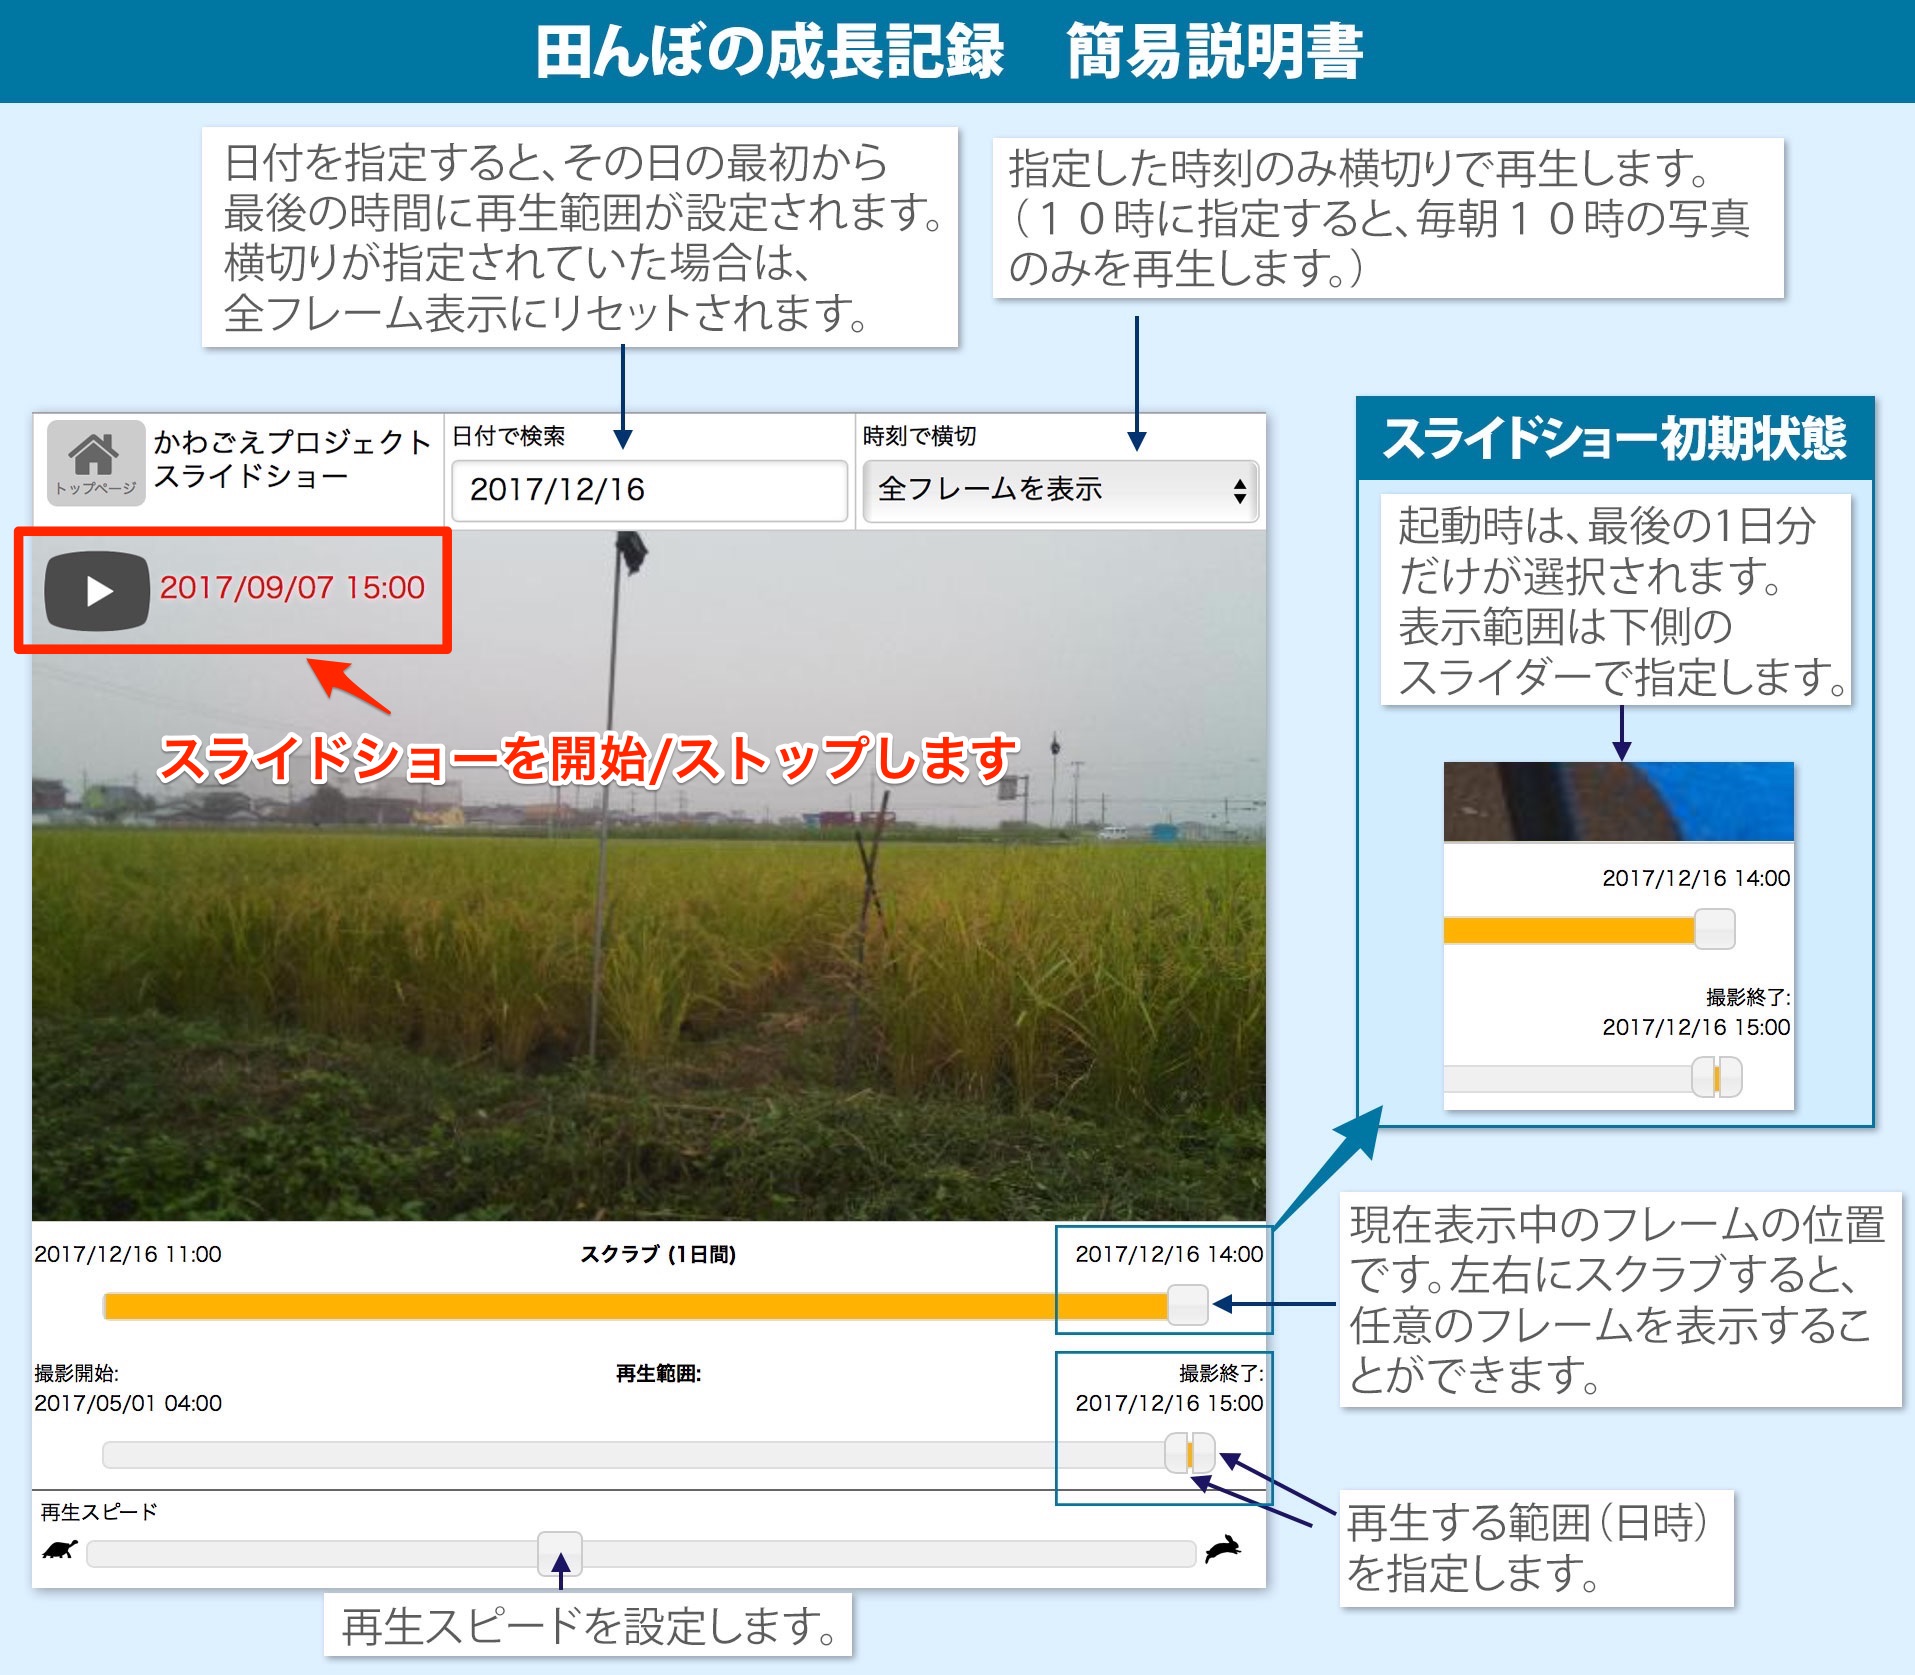 田んぼの成長記録　簡易説明書
日付を指定すると、その日の最初から
最後の時間に再生範囲が設定されます。
横切りが指定されていた場合は、
全フレーム表示にリセットされます。
指定した時刻のみ横切りで再生します。
（１０時に指定すると、毎朝１０時の写真
のみを再生します。）
トップページ
かわごえプロジェクト
スライドショー
日付で検索
2017/12/16
時刻で横切
全フレームを表示
2017/09/07 15:00
スライドショーを開始/ストップします
スライドショー初期状態
起動時は、最後の1日分
だけが選択されます。
表示範囲は下側の
スライダーで指定します。
2017/12/16 14:00
撮影終了:
2017/12/16 15:00
2017/12/16 11:00
スクラブ (1日間)
2017/12/16 14:00
現在表示中のフレームの位置
です。左右にスクラブすると、
任意のフレームを表示するこ
とができます。
撮影開始:
2017/05/01 04:00
再生範囲:
撮影終了:
2017/12/16 15:00
再生する範囲（日時）
を指定します。
再生スピード
再生スピードを設定します。